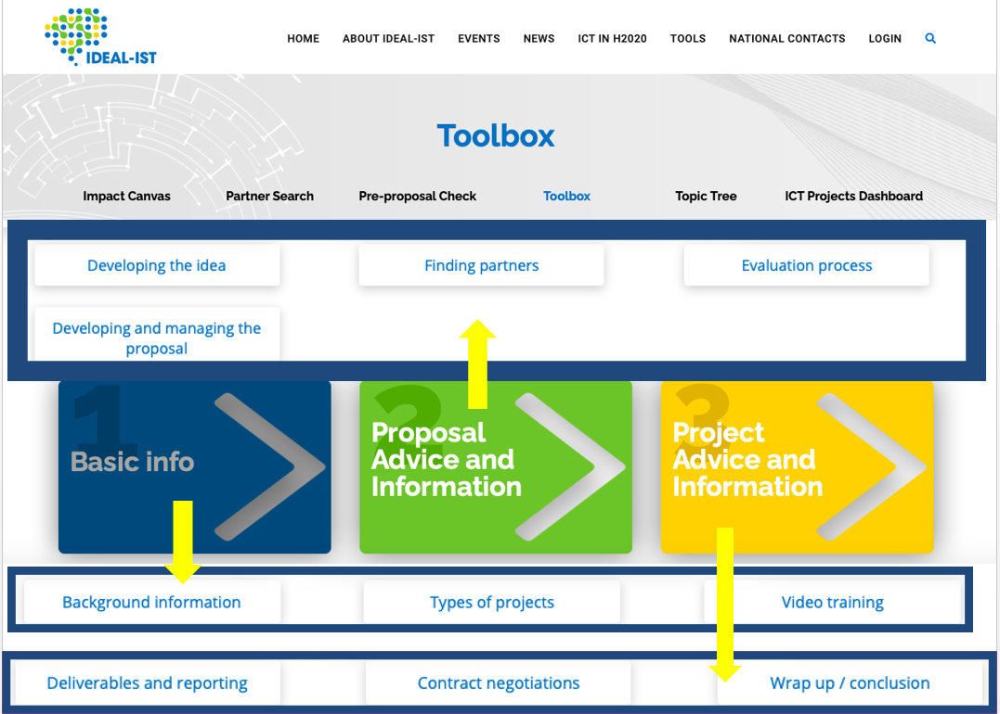 IDEAL-IST
HOME ABOUT IDEAL-IST EVENTS NEWS ICT IN H2020 TOOLS NATIONAL CONTACTS LOGIN
Toolbox
Impact Canvas Partner Search Pre-proposal Check Toolbox Topic Tree ICT Projects Dashboard
Developing the idea Finding partners Evaluation process
Developing and managing the
proposal
1
Basic info
2
Proposal
Advice and
Information
3
Project
Advice and
Information
Background information Types of projects Video training
Deliverables and reporting Contract negotiations Wrap up / conclusion